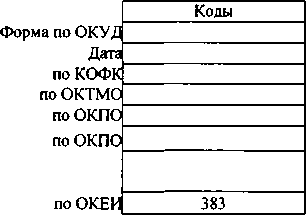 Коды
Форма по ОКУД
Дата
по КОФК
по ОКТМО
по ОКПО
по ОКПО
по ОКЕИ 383